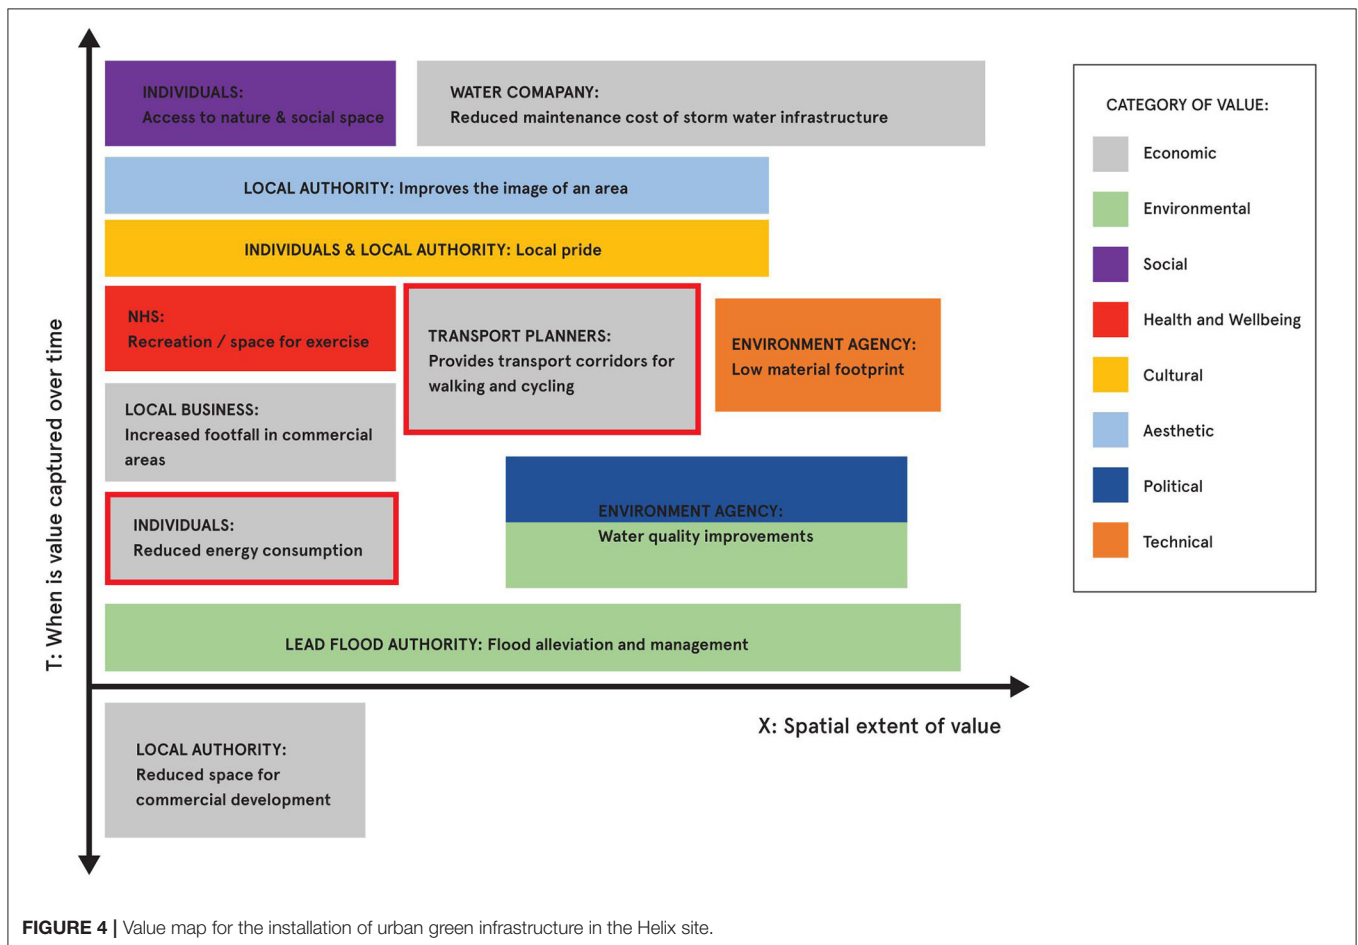 INDIVIDUALS:
Access to nature & social space
WATER COMAPANY:
Reduced maintenance cost of storm water infrastructure
LOCAL AUTHORITY: Improves the image of an area
INDIVIDUALS & LOCAL AUTHORITY: Local pride
NHS:
Recreation / space for exercise
TRANSPORT PLANNERS:
Provides transport corridors for
walking and cycling
ENVIRONMENT AGENCY:
Low material footprint
LOCAL BUSINESS:
Increased footfall in commercial
areas
INDIVIDUALS:
Reduced energy consumption
ENVIRONMENT AGENCY:
Water quality improvements
LEAD FLOOD AUTHORITY: Flood alleviation and management
LOCAL AUTHORITY:
Reduced space for
commercial development
T: When is value captured over time
X: Spatial extent of value
CATEGORY OF VALUE:
Economic
Environmental
Social
Health and Wellbeing
Cultural
Aesthetic
Political
Technical
FIGURE 4 | Value map for the installation of urban green infrastructure in the Helix site.